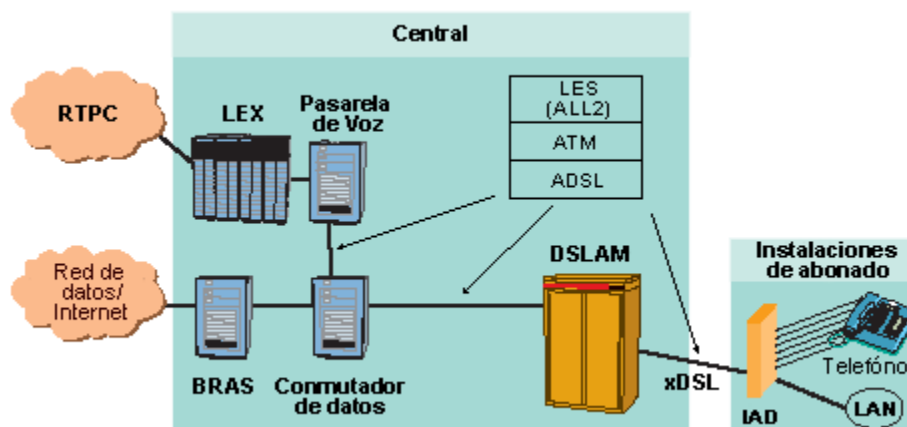 Central
RTPC
LEX
Pasarela
de Voz
LES
(ALL2)
ATM
ADSL
Red de
datos/
Internet
BRAS
Conmutador
de datos
DSLAM
xDSL
Instalaciones
de abonado
Telefóno
IAD
LAN